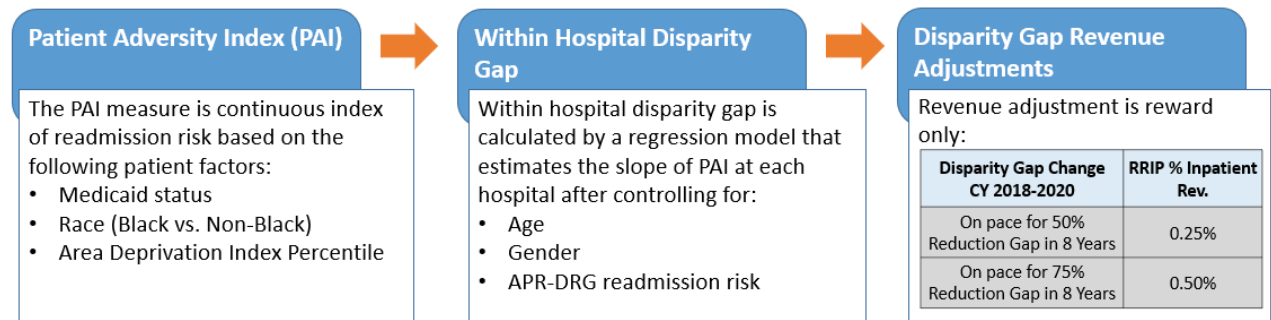 Patient Adversity Index (PAI)
The PAI measure is continuous index
of readmission risk based on the
following patient factors:
• Medicaid status
• Race (Black vs. Non-Black)
• Area Deprivation Index Percentile
Within Hospital Disparity
Gap
Within hospital disparity gap is
calculated by a regression model that
estimates the slope of PAI at each
hospital after controlling for:
• Age
• Gender
• APR-DRG readmission risk
Disparity Gap Revenue
Adjustments
Revenue adjustment is reward
only:
Disparity Gap Change
CY 2018-2020
RRIP % Inpatient
Rev.
On pace for 50%
Reduction Gap in 8 Years
0.25%
On pace for 75%
Reduction Gap in 8 Years
0.50%